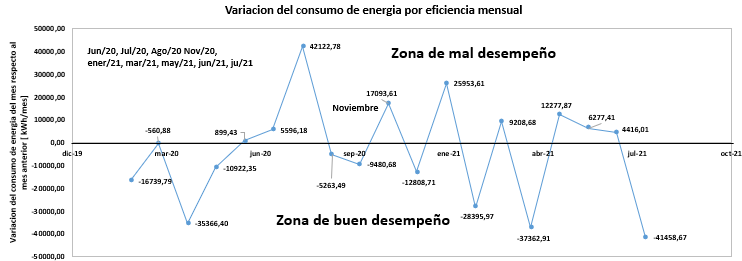 Variacion del consumo de energia por eficiencia mensual
Variacion del consumo de energía del mes respecto al
mes anterior [ kWh/mes]
50000,00
40000,00
30000,00
20000,00
10000,00
0,00
-10000,00
-20000,00
-30000,00
-40000,00
-50000,00
Jun/20, Jul/20, Ago/20 Nov/20,
ener/21, mar/21, may/21, jun/21, ju/21
Zona de mal desempeño
Zona de buen desempeño
Noviembre
dic-19
mar-20
jun-20
sep-20
ene-21
abr-21
jul-21
oct-21
-16739,79
-560,88
-35366,40
-10922,35
899,43
5596,18
42122,78
-5263,49
-9480,68
17093,61
-12808,71
25953,61
-28395,97
9208,68
-37362,91
12277,87
6277,41
4416,01
-41458,67